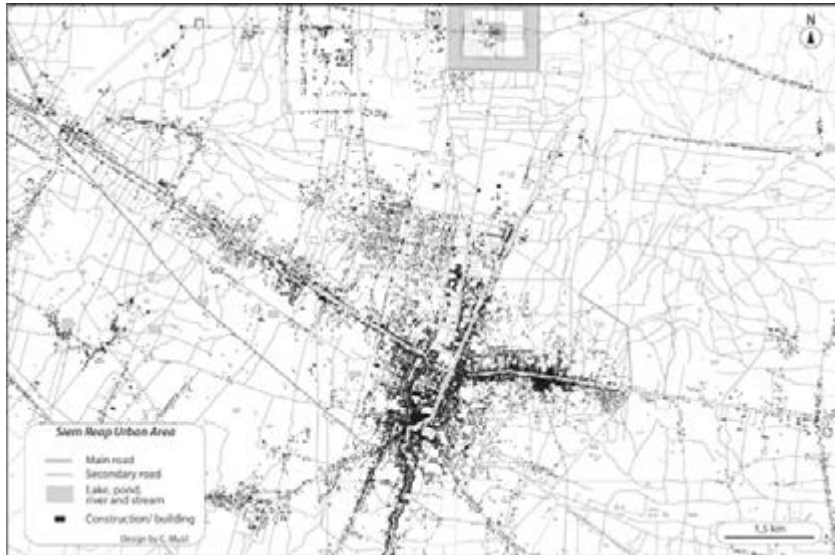 N
Siem Reap Urban Area
Main road
Secondary road
Lake, pond,
river and stream
Construction/ building
Design by C. Must
1,5 km